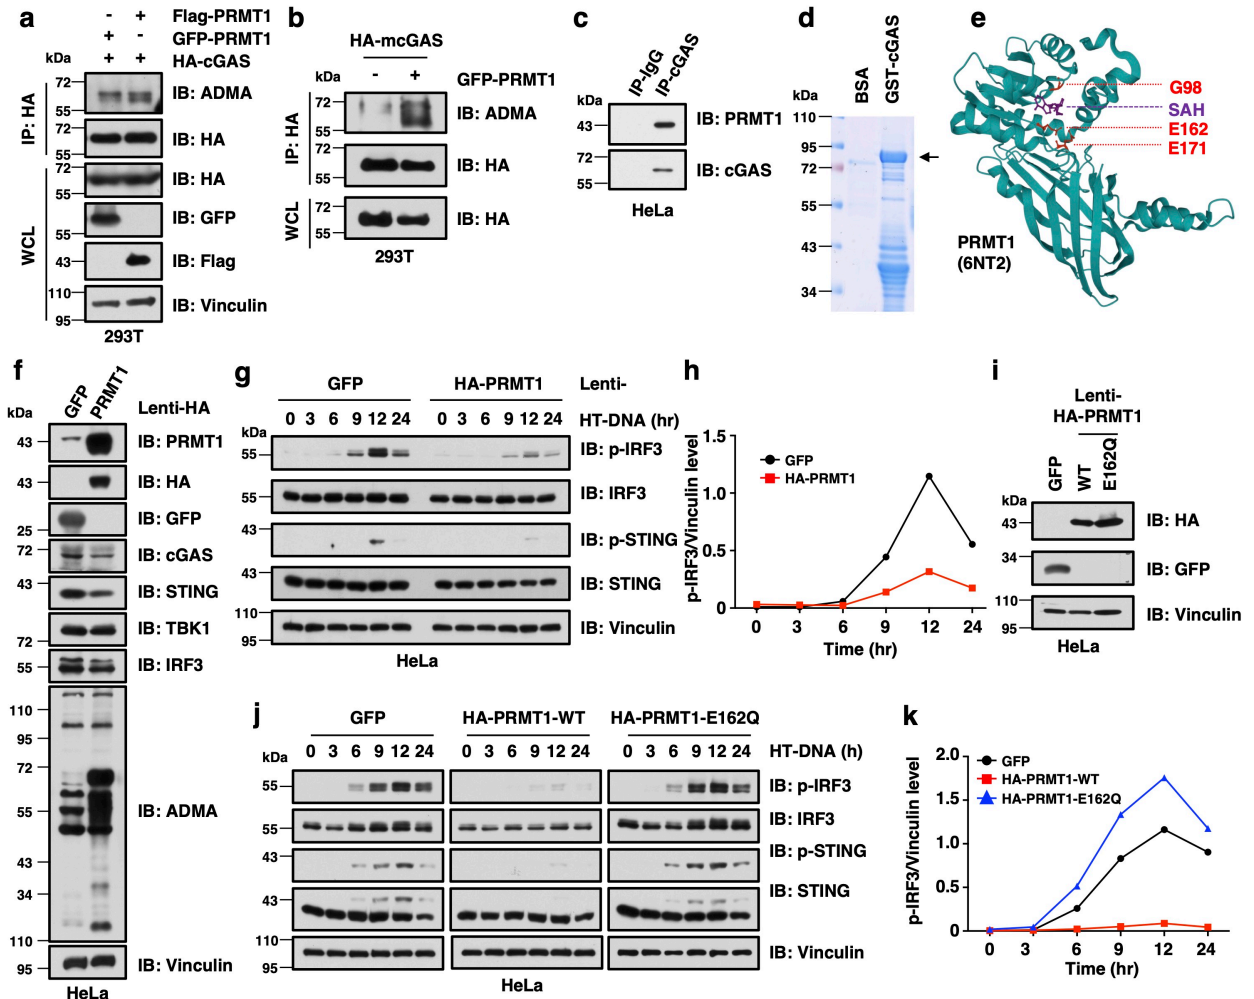 a
- + Flag-PRMT1
+ - GFP-PRMT1
+ + HA-cGAS
kDa
IP: HA
72
55
IB: ADMA
72
55
IB: HA
WCL
72
55
IB: HA
55
IB: GFP
43
IB: Flag
110
95
IB: Vinculin
293T
b
HA-mcGAS
- + GFP-PRMT1
kDa
IP: HA
72
55
IB: ADMA
72
55
IB: HA
WCL
72
55
IB: HA
293T
c
IP-IgG
IP-cGAS
kDa
43
IB: PRMT1
72
55
IB: cGAS
HeLa
d
BSA
GST-cGAS
kDa
110
95
72
55
43
34
e
G98
SAH
E162
E171
PRMT1
(6NT2)
f
GFP
PRMT1
Lenti-HA
kDa
43
IB: PRMT1
43
IB: HA
25
IB: GFP
72
IB: cGAS
43
IB: STING
72
IB: TBK1
55
IB: IRF3
110
95
72
55
43
34
IB: ADMA
110
95
IB: Vinculin
HeLa
g
GFP HA-PRMT1 Lenti-
0 3 6 9 12 24 0 3 6 9 12 24 HT-DNA (hr)
kDa
55
IB: p-IRF3
55
IB: IRF3
43
IB: p-STING
43
IB: STING
110
95
IB: Vinculin
HeLa
h
p-IRF3/Vinculin level
1.5
1.0
0.5
0
GFP
HA-PRMT1
0 3 6 9 12 24
Time (hr)
i
Lenti-
HA-PRMT1
GFP
WT
E162Q
kDa
43
IB: HA
34
IB: GFP
110
95
IB: Vinculin
HeLa
j
GFP HA-PRMT1-WT HA-PRMT1-E162Q
0 3 6 9 12 24 0 3 6 9 12 24 0 3 6 9 12 24 HT-DNA (h)
kDa
55
IB: p-IRF3
55
IB: IRF3
43
IB: p-STING
43
IB: STING
110
95
IB: Vinculin
HeLa
k
p-IRF3/Vinculin level
2.0
1.5
1.0
0.5
0
GFP
HA-PRMT1-WT
HA-PRMT1-E162Q
0 3 6 9 12 24
Time (hr)